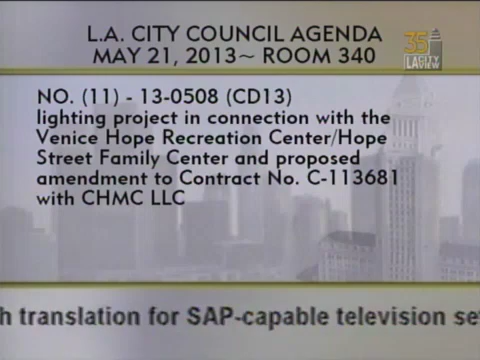 L.A. CITY COUNCIL AGENDA
MAY 21, 2013~ ROOM 340
35
LA CITY
VIEW
NO. (11) - 13-0508 (CD13)
lighting project in connection with the
Venice Hope Recreation Center/Hope
Street Family Center and proposed
amendment to Contract No. C-113681
with CHMC LLC
h translation for SAP-capable television se